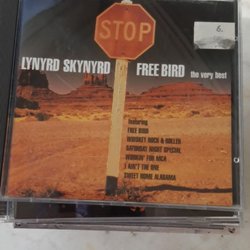 STOP
6.
LYNYRD SKYNYRD FREE BIRD the very best
featuring
FREE BIRD
WHISKEY ROCK A ROLLER
SATURDAY NIGHT SPECIAL
WORKIN' FOR MCA
I AIN'T THE ONE
SWEET HOME ALABAMA